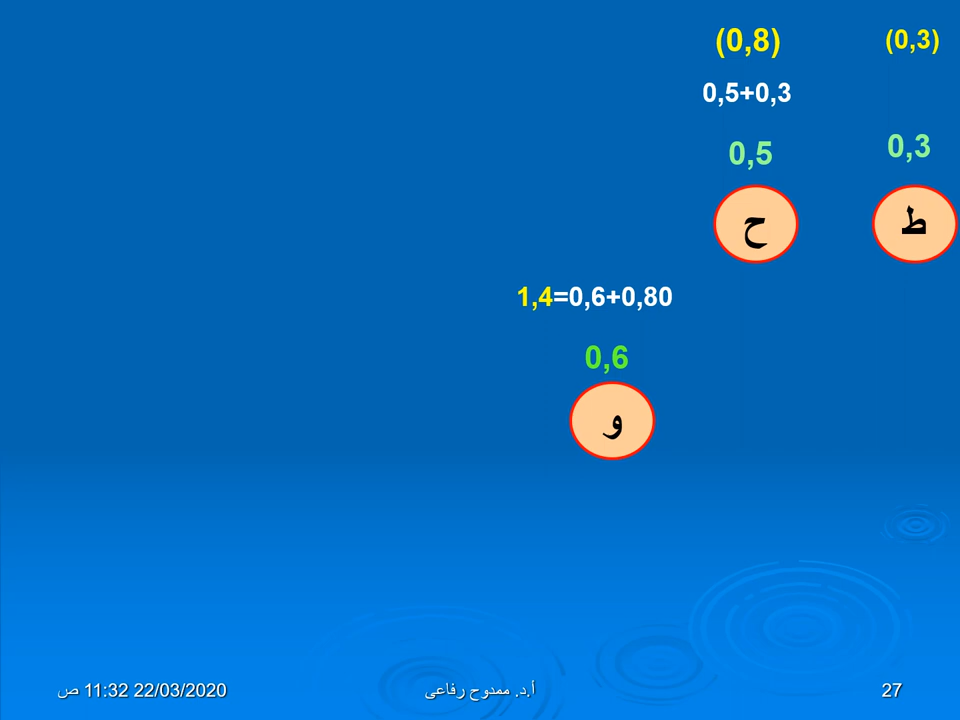 (0,3)
(0,8)
0,5+0,3
0,3
0,5
ط
ح
1,4=0,6+0,80
0,6
و
22/03/2020 11:32 ص
أ.د. ممدوح رفاعى
27